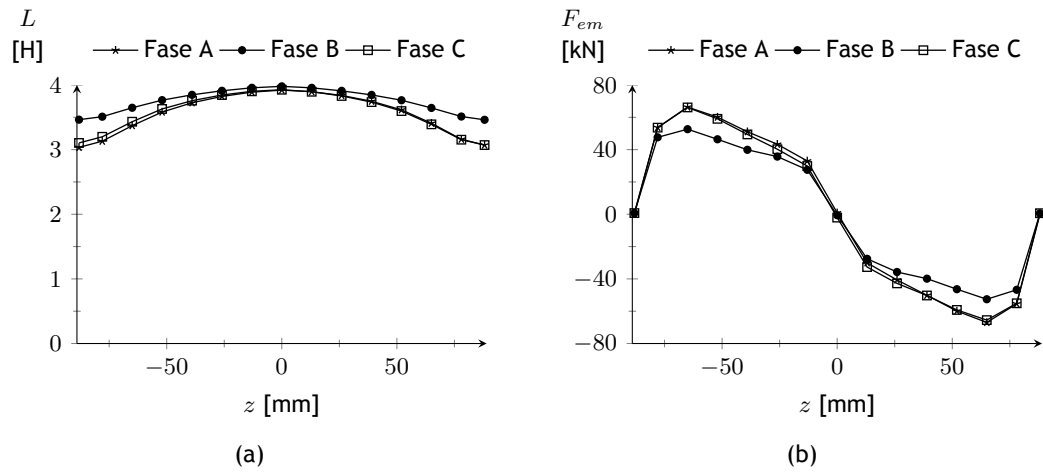 L
[H]
Fase A Fase B Fase C
4
3
2
1
0
−50 0 50
z [mm]
(a)
F_em
[kN]
Fase A Fase B Fase C
80
40
0
−40
−80
−50 0 50
z [mm]
(b)